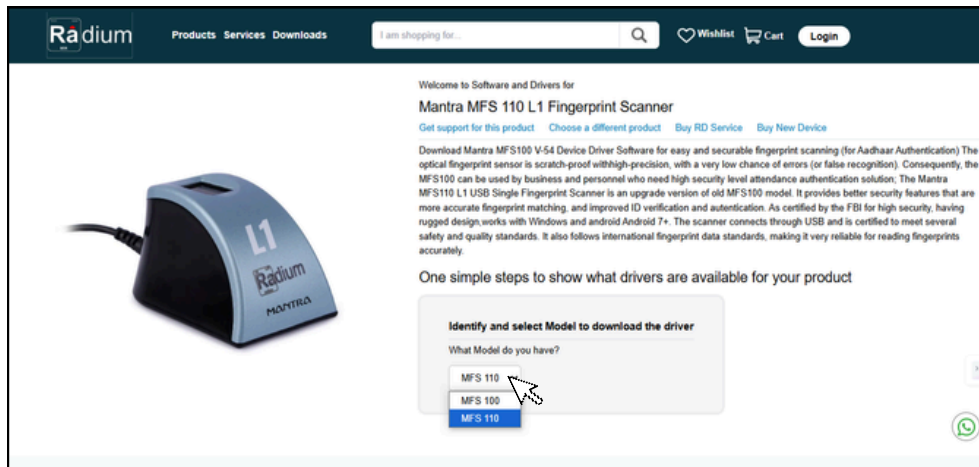 Radium Products Services Downloads I am shopping for... Wishlist Cart Login
Welcome to Software and Drivers for
Mantra MFS 110 L1 Fingerprint Scanner
Get support for this product Choose a different product Buy RD Service Buy New Device
Download Mantra MFS100 V-54 Device Driver Software for easy and securable fingerprint scanning (for Aadhaar Authentication) The
optical fingerprint sensor is scratch-proof withhigh-precision, with a very low chance of errors (or false recognition). Consequently, the
MFS100 can be used by business and personnel who need high security level attendance authentication solution; The Mantra
MFS110 L1 USB Single Fingerprint Scanner is an upgrade version of old MFS100 model. It provides better security features that are
more accurate fingerprint matching, and improved ID verification and autentication. As certified by the FBI for high security, having
rugged design,works with Windows and android Android 7+. The scanner connects through USB and is certified to meet several
safety and quality standards. It also follows international fingerprint data standards, making it very reliable for reading fingerprints
accurately.
L1
Radium
MANTRA
One simple steps to show what drivers are available for your product
Identify and select Model to download the driver
What Model do you have?
MFS 110
MFS 100
MFS 110